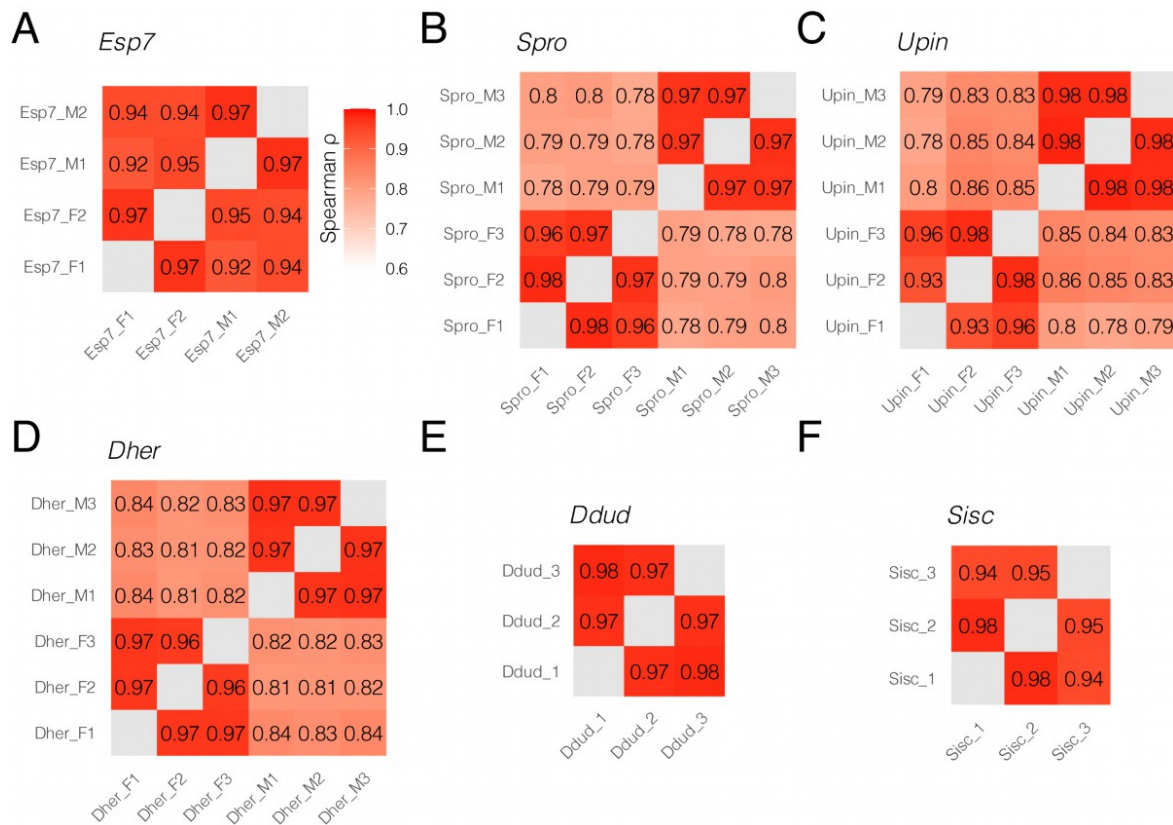 A
Esp7
Esp7_M2 0.94 0.94 0.97
Esp7_M1 0.92 0.95 0.97
Esp7_F2 0.97 0.95 0.94
Esp7_F1 0.97 0.92 0.94
Esp7_F1 Esp7_F2 Esp7_M1 Esp7_M2
Spearman ρ
1.0
0.9
0.8
0.7
0.6
B
Spro
Spro_M3 0.8 0.8 0.78 0.97 0.97
Spro_M2 0.79 0.79 0.78 0.97 0.97
Spro_M1 0.78 0.79 0.79 0.97 0.97
Spro_F3 0.96 0.97 0.79 0.78 0.78
Spro_F2 0.98 0.97 0.79 0.79 0.8
Spro_F1 0.98 0.96 0.78 0.79 0.8
Spro_F1 Spro_F2 Spro_F3 Spro_M1 Spro_M2 Spro_M3
C
Upin
Upin_M3 0.79 0.83 0.83 0.98 0.98
Upin_M2 0.78 0.85 0.84 0.98 0.98
Upin_M1 0.8 0.86 0.85 0.98 0.98
Upin_F3 0.96 0.98 0.85 0.84 0.83
Upin_F2 0.93 0.98 0.86 0.85 0.83
Upin_F1 0.93 0.96 0.8 0.78 0.79
Upin_F1 Upin_F2 Upin_F3 Upin_M1 Upin_M2 Upin_M3
D
Dher
Dher_M3 0.84 0.82 0.83 0.97 0.97
Dher_M2 0.83 0.81 0.82 0.97 0.97
Dher_M1 0.84 0.81 0.82 0.97 0.97
Dher_F3 0.97 0.96 0.82 0.82 0.83
Dher_F2 0.97 0.96 0.81 0.81 0.82
Dher_F1 0.97 0.97 0.84 0.83 0.84
Dher_F1 Dher_F2 Dher_F3 Dher_M1 Dher_M2 Dher_M3
E
Ddud
Ddud_3 0.98 0.97
Ddud_2 0.97 0.97
Ddud_1 0.97 0.98
Ddud_1 Ddud_2 Ddud_3
F
Sisc
Sisc_3 0.94 0.95
Sisc_2 0.98 0.95
Sisc_1 0.98 0.94
Sisc_1 Sisc_2 Sisc_3